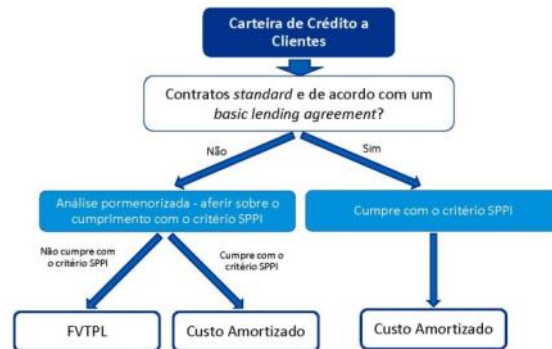 Carteira de Crédito a
Clientes
Contratos standard e de acordo com um
basic lending agreement?
Não
Sim
Análise pormenorizada - aferir sobre o
cumprimento com o critério SPPI
Cumpre com o critério SPPI
Não cumpre com
o critério SPPI
Cumpre com o
critério SPPI
FVTPL
Custo Amortizado
Custo Amortizado